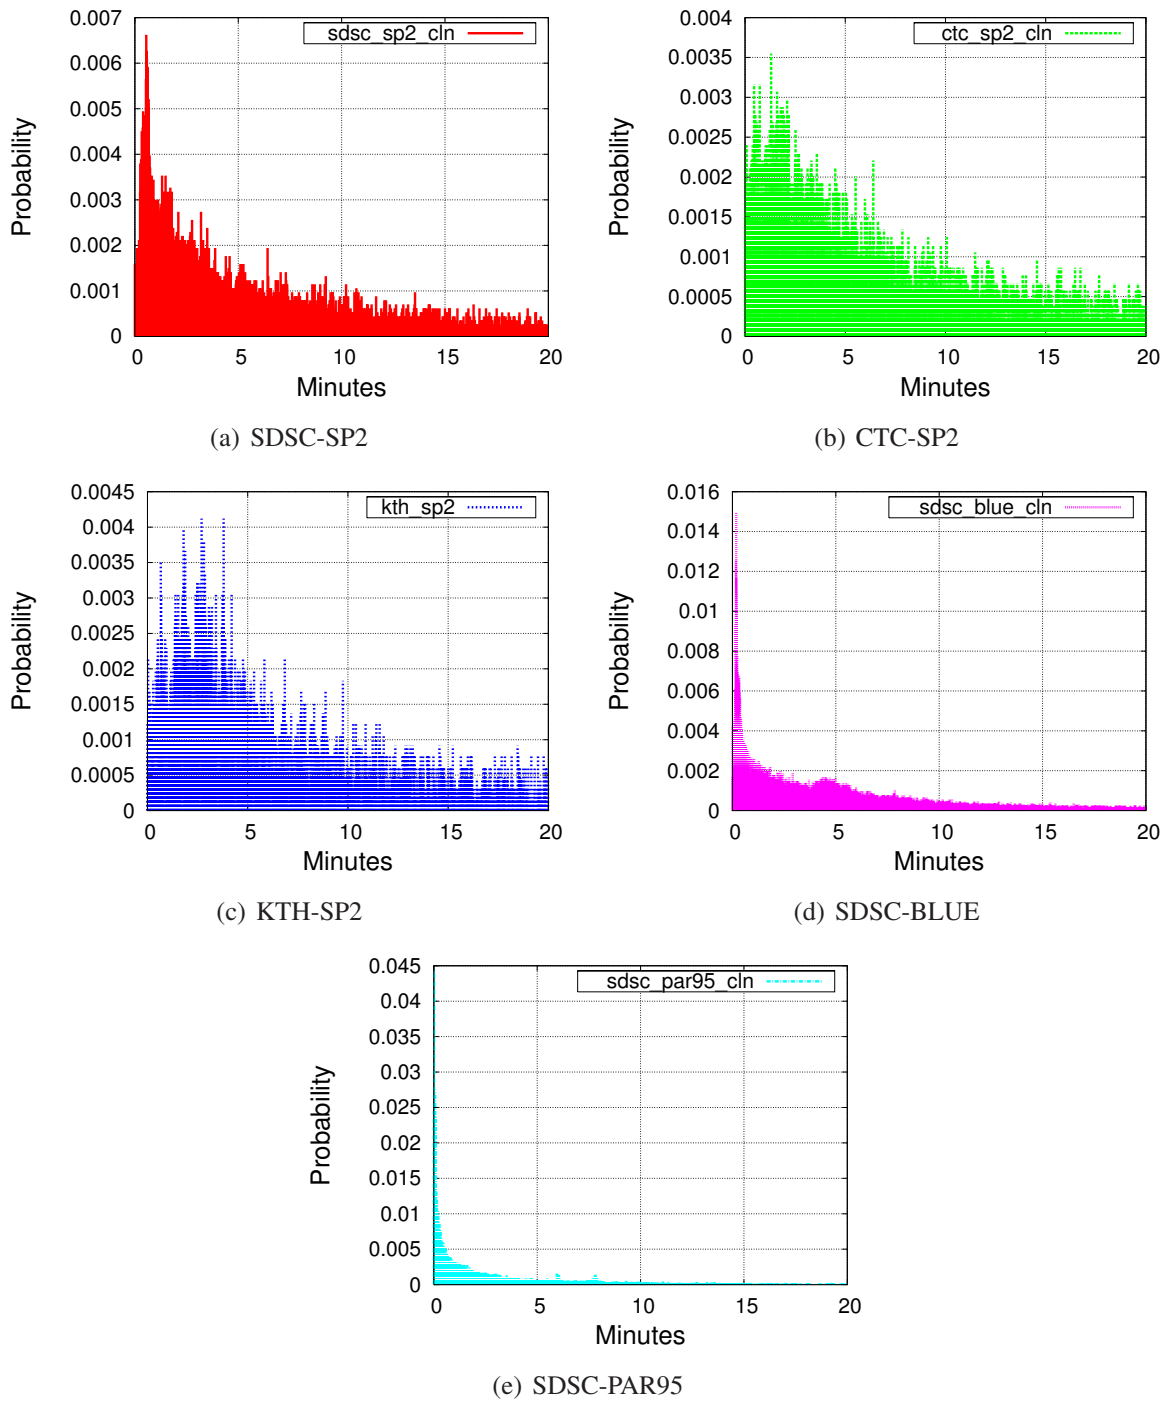 0.007
0.006
0.005
0.004
0.003
0.002
0.001
0
0 5 10 15 20
Probability
Minutes
sdsc_sp2_cln
(a) SDSC-SP2
0.004
0.0035
0.003
0.0025
0.002
0.0015
0.001
0.0005
0
0 5 10 15 20
Probability
Minutes
ctc_sp2_cln
(b) CTC-SP2
0.0045
0.004
0.0035
0.003
0.0025
0.002
0.0015
0.001
0.0005
0
0 5 10 15 20
Probability
Minutes
kth_sp2
(c) KTH-SP2
0.016
0.014
0.012
0.01
0.008
0.006
0.004
0.002
0
0 5 10 15 20
Probability
Minutes
sdsc_blue_cln
(d) SDSC-BLUE
0.045
0.04
0.035
0.03
0.025
0.02
0.015
0.01
0.005
0
0 5 10 15 20
Probability
Minutes
sdsc_par95_cln
(e) SDSC-PAR95